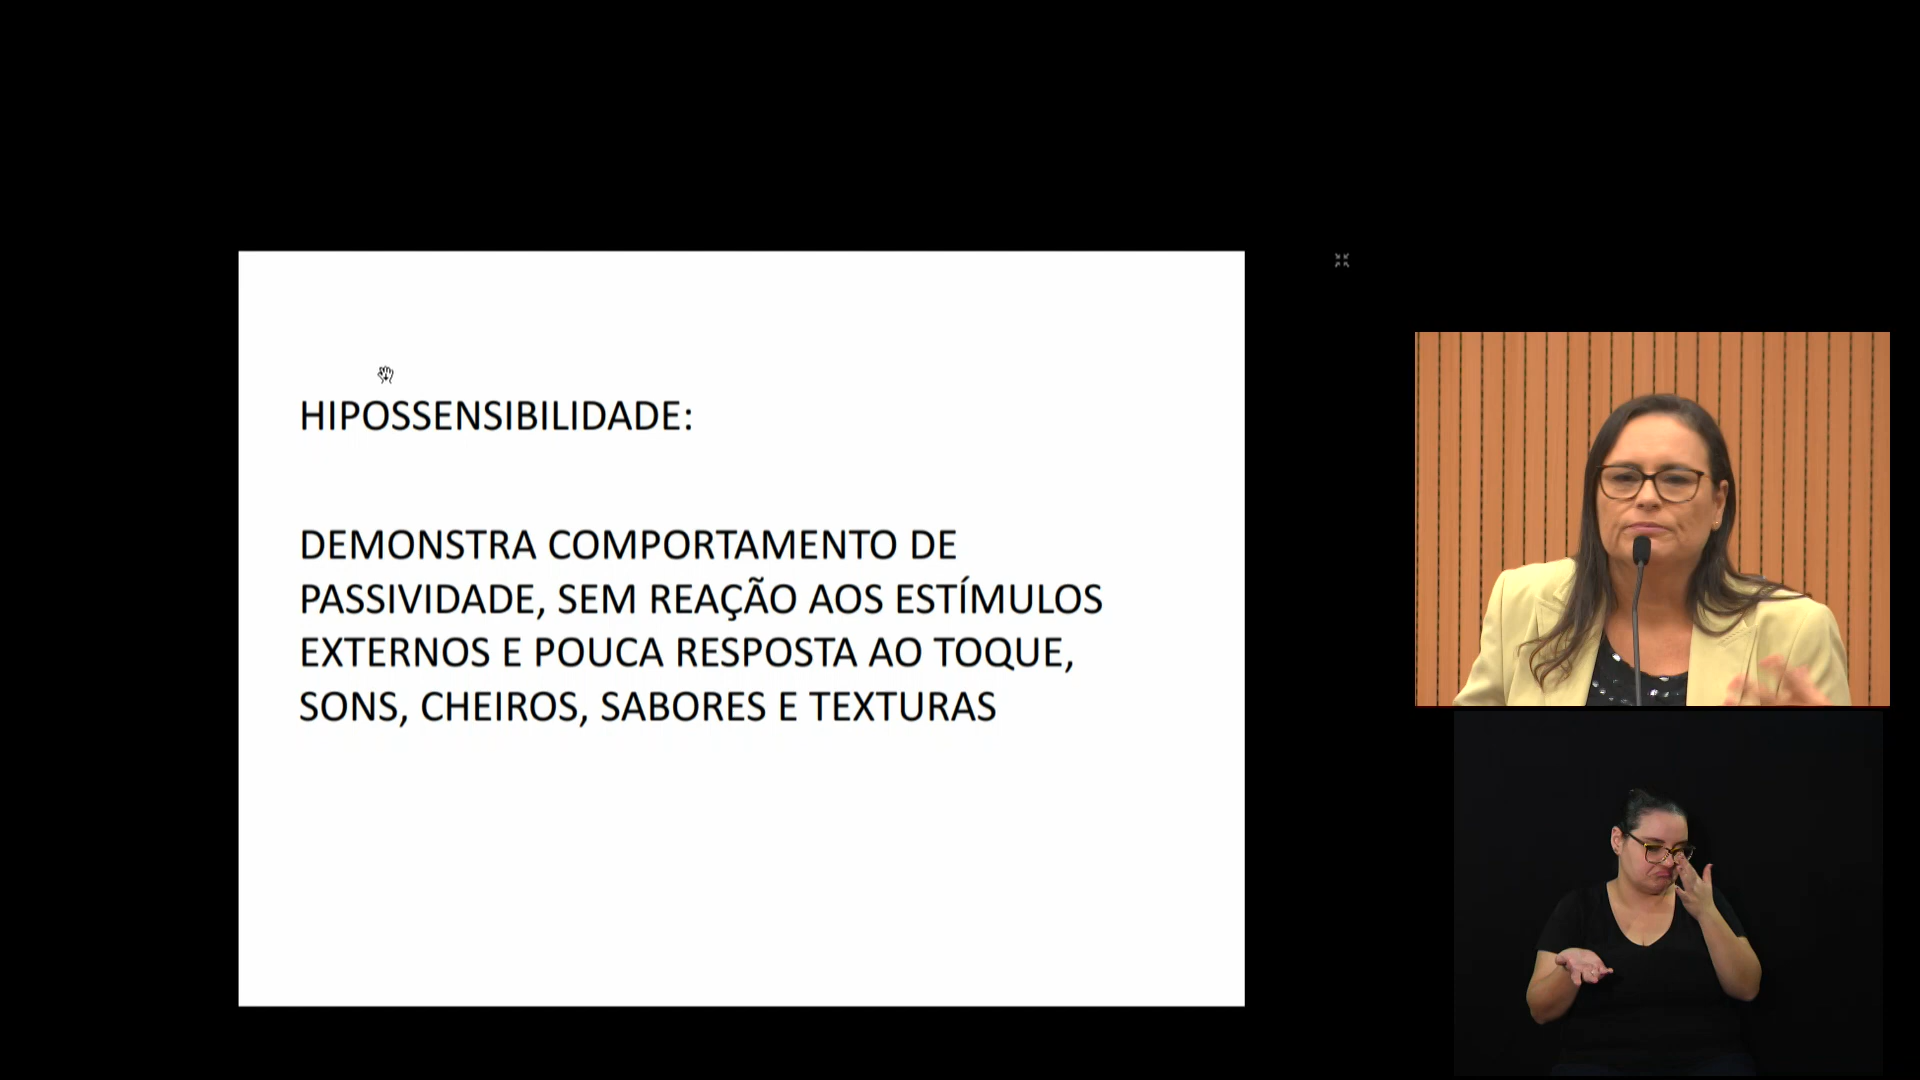 HIPOSSENSIBILIDADE:
DEMONSTRA COMPORTAMENTO DE
PASSIVIDADE, SEM REAÇÃO AOS ESTÍMULOS
EXTERNOS E POUCA RESPOSTA AO TOQUE,
SONS, CHEIROS, SABORES E TEXTURAS